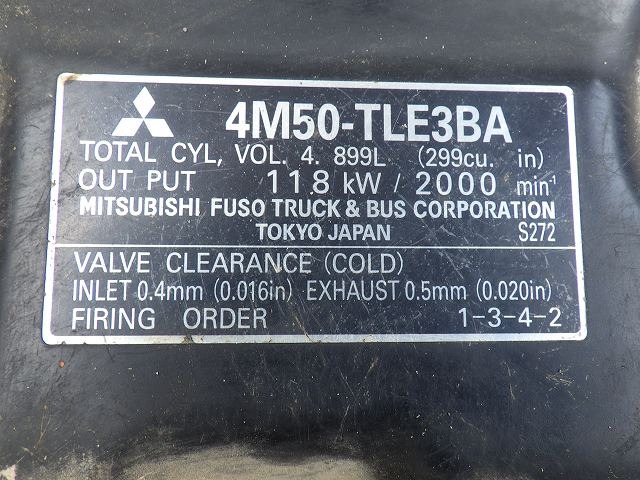 4M50-TLE3BA
TOTAL CYL, VOL. 4. 899L (299cu. in)
OUT PUT 118 kW / 2000 min⁻¹
MITSUBISHI FUSO TRUCK & BUS CORPORATION
TOKYO JAPAN S272
VALVE CLEARANCE (COLD)
INLET 0.4mm (0.016in) EXHAUST 0.5mm (0.020in)
FIRING ORDER 1-3-4-2